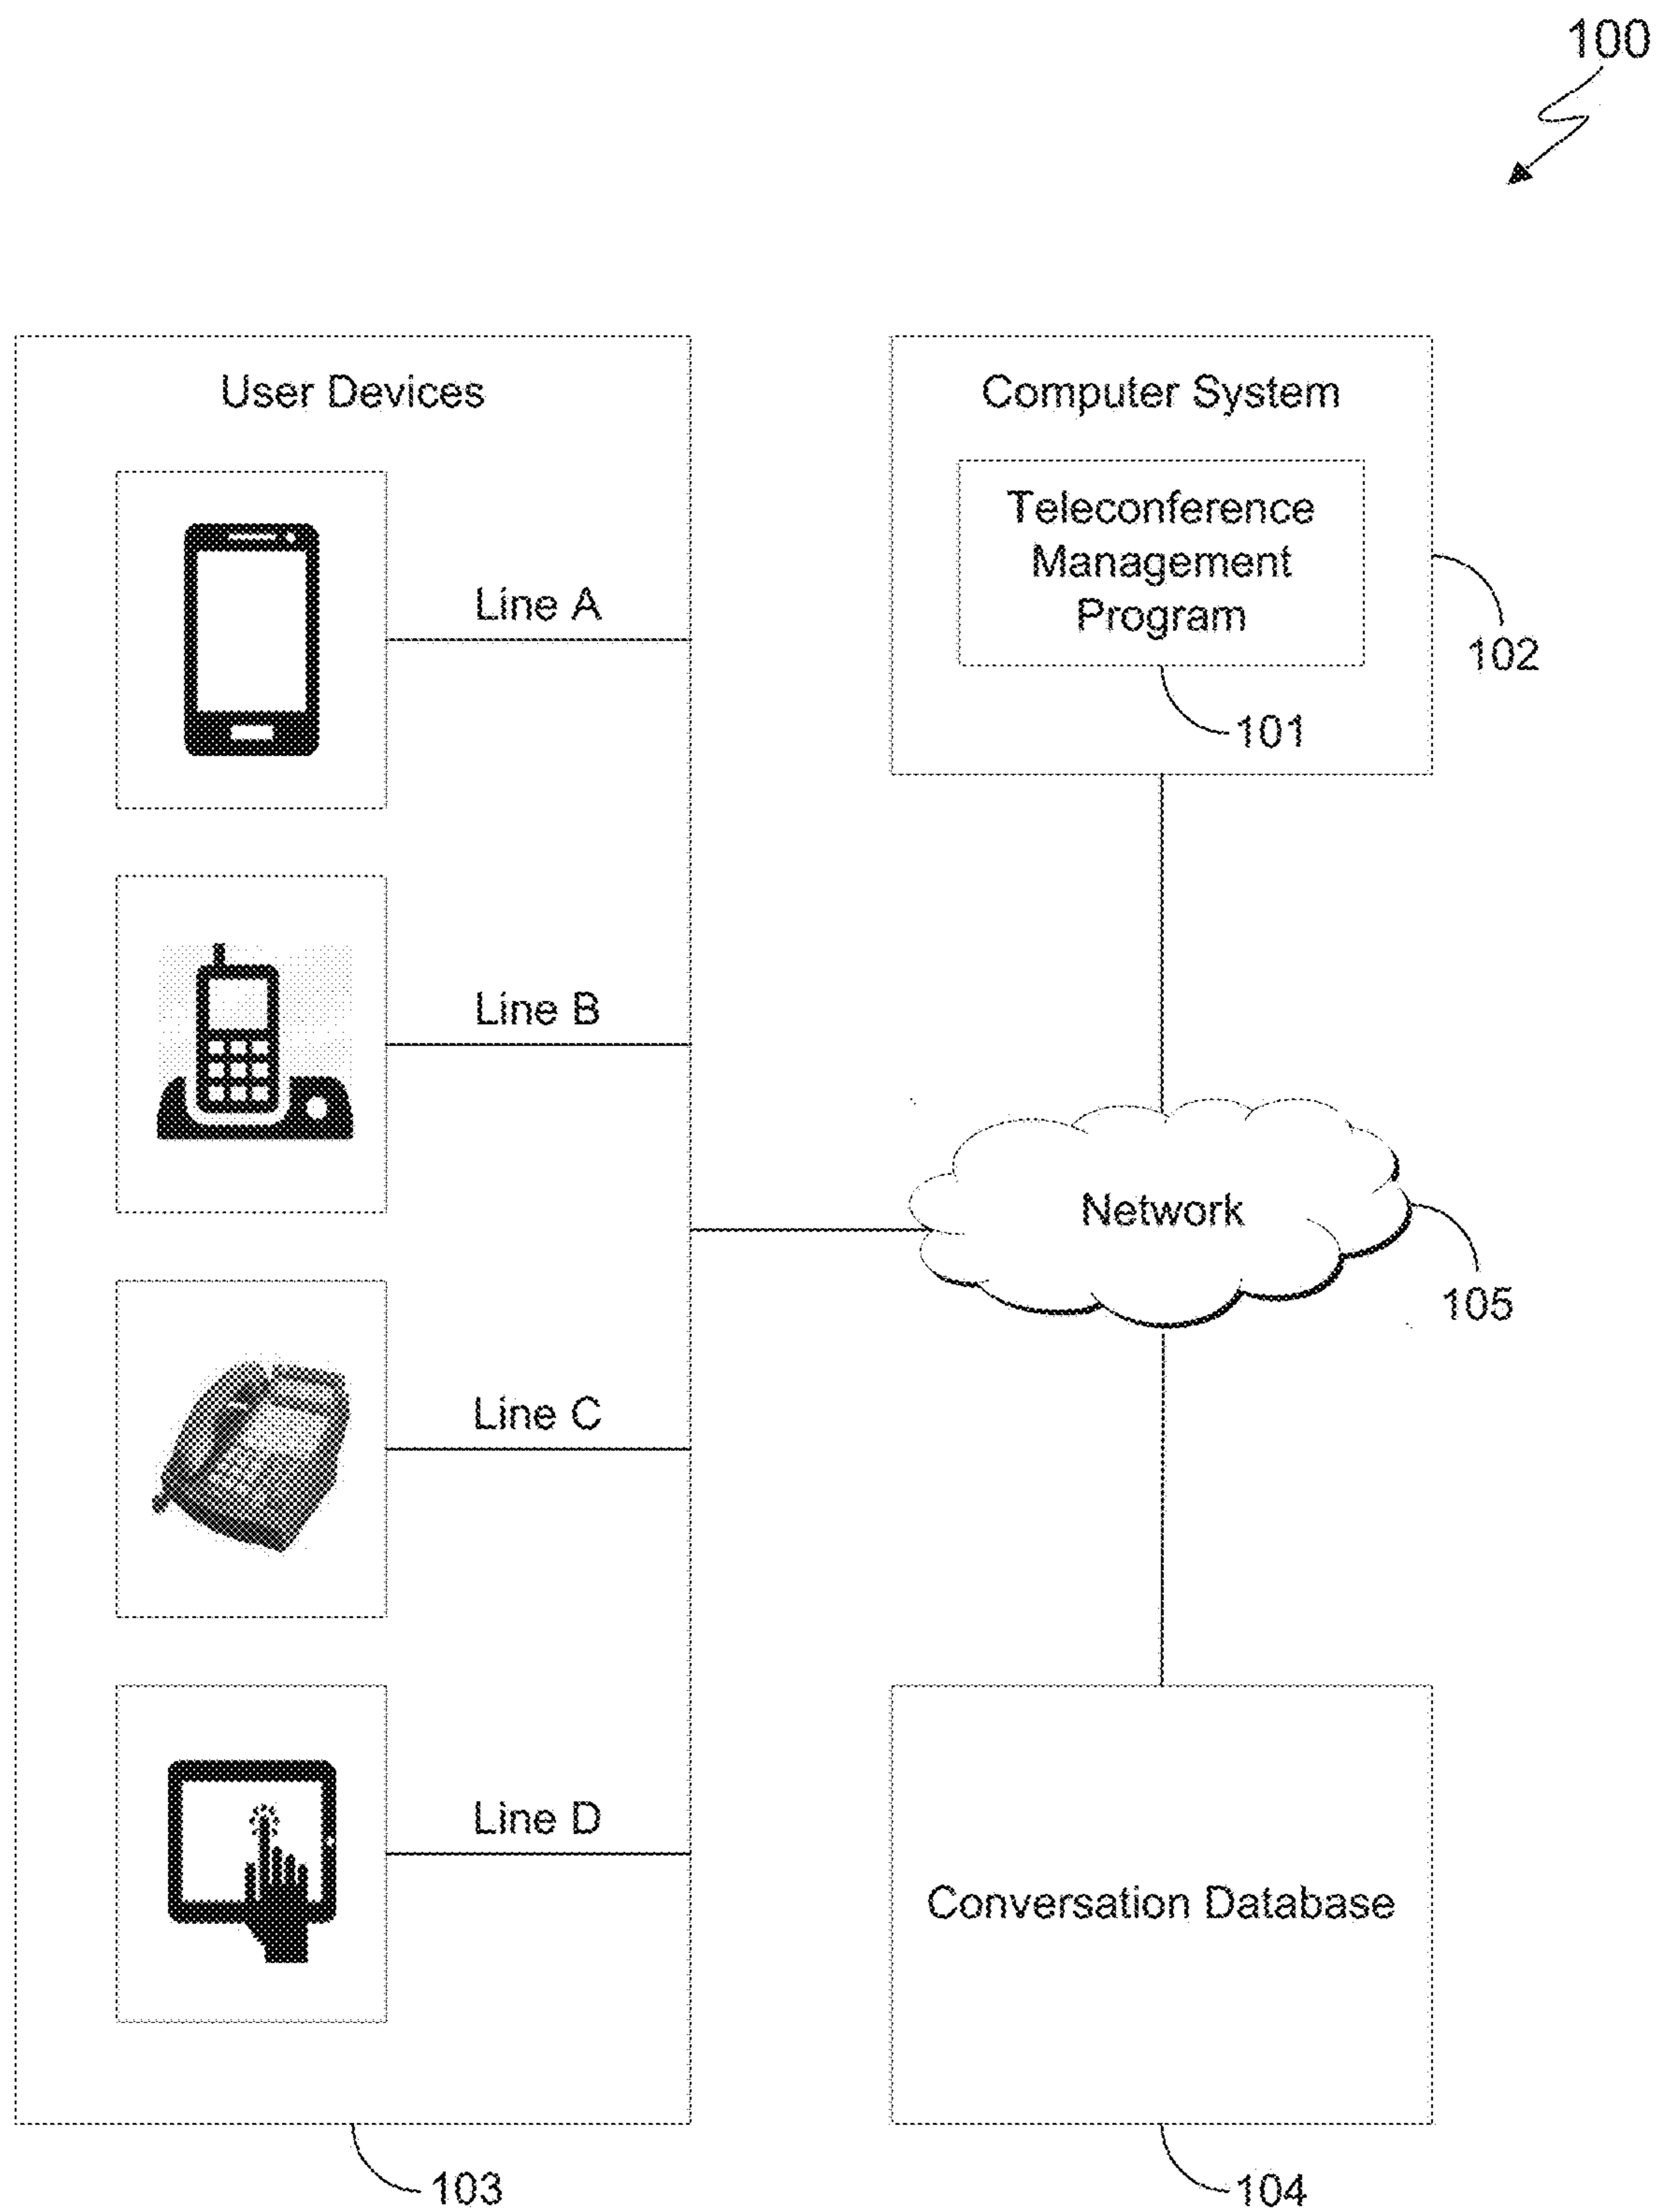 100
User Devices
Line A
Line B
Line C
Line D
103
Computer System
Teleconference
Management
Program
101
102
Network
105
Conversation Database
104